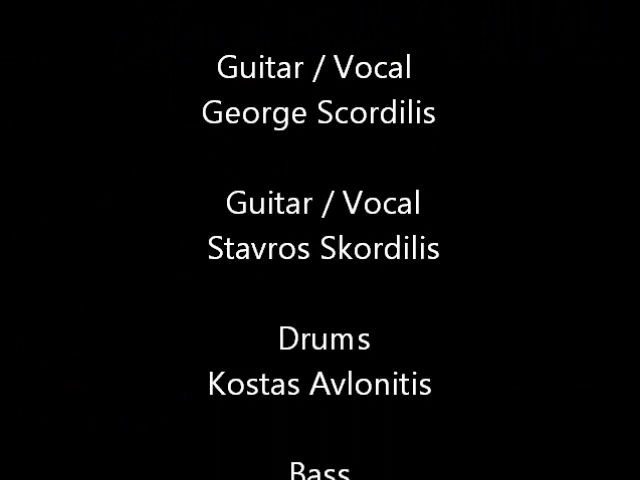 Guitar / Vocal
George Scordilis
Guitar / Vocal
Stavros Skordilis
Drums
Kostas Avlonitis
Bass